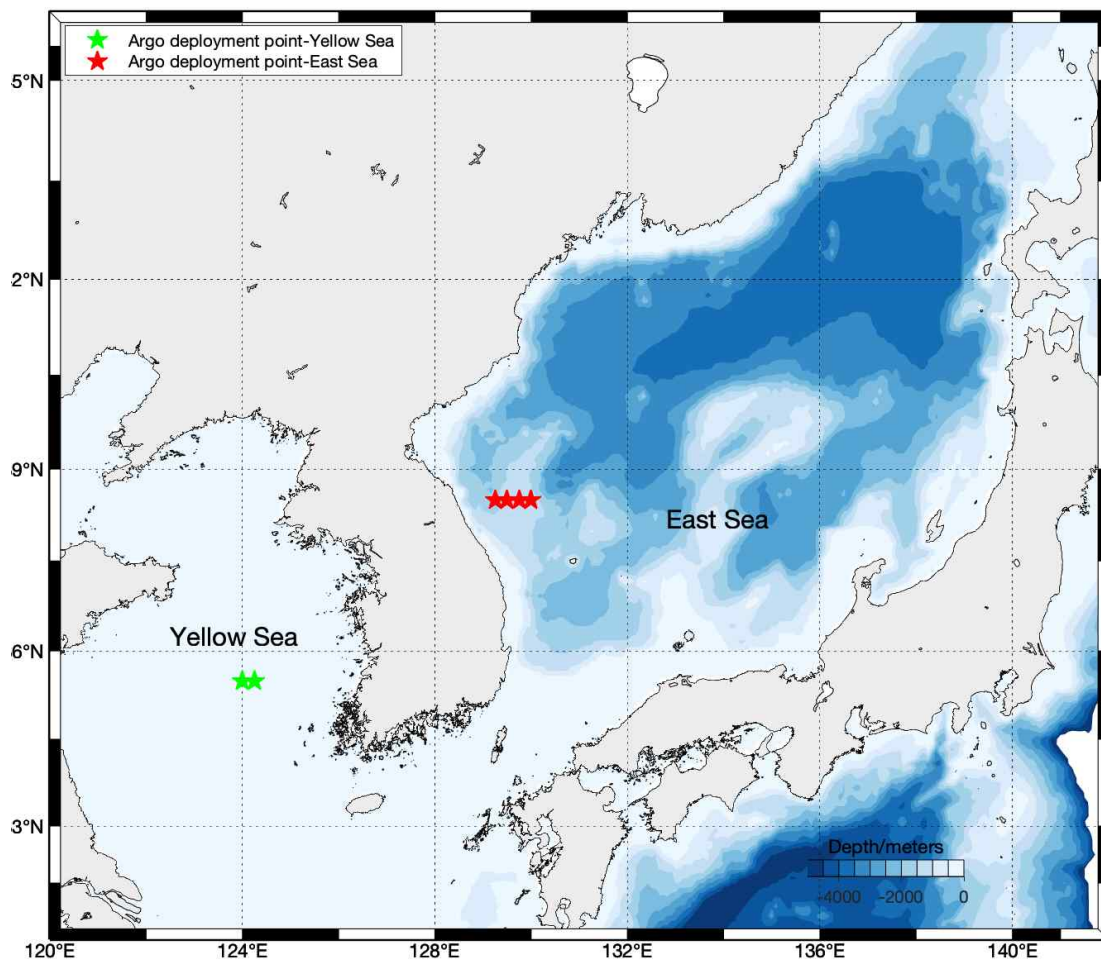 Argo deployment point-Yellow Sea
Argo deployment point-East Sea
5°N
2°N
9°N
East Sea
Yellow Sea
6°N
3°N
Depth/meters
-4000 -2000 0
120°E 124°E 128°E 132°E 136°E 140°E